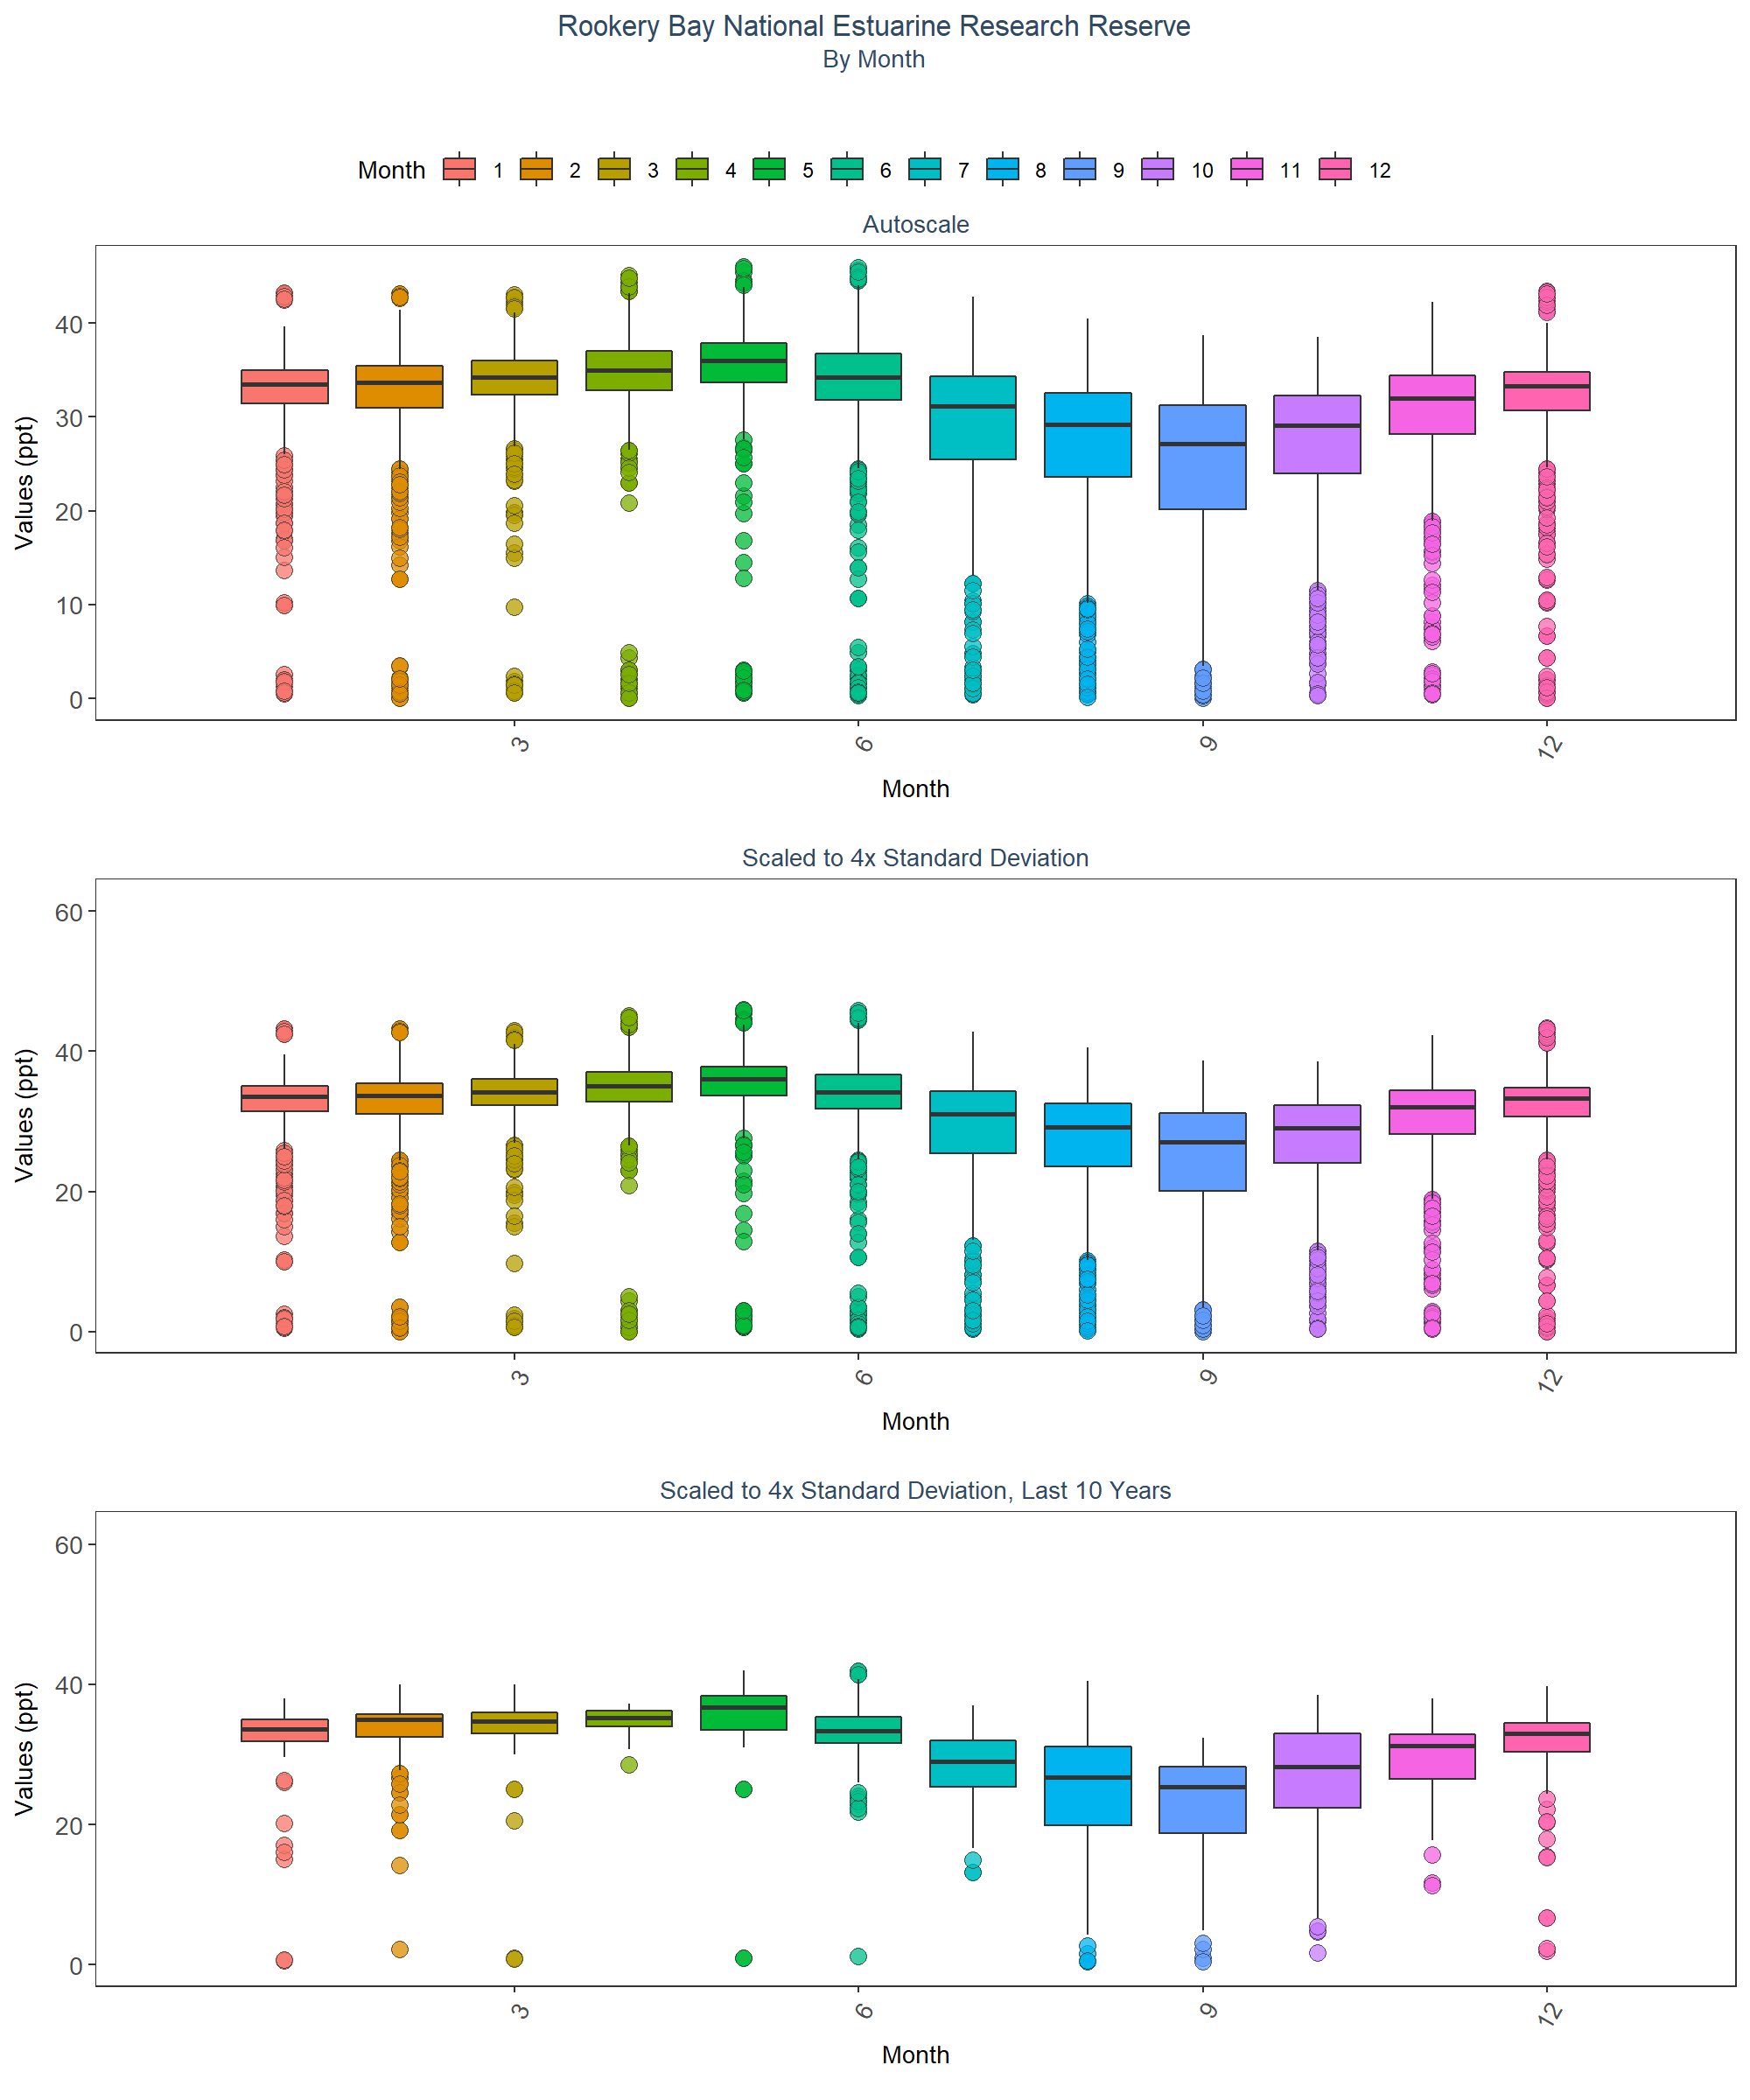 Rookery Bay National Estuarine Research Reserve
By Month
Month 1 2 3 4 5 6 7 8 9 10 11 12
Autoscale
Values (ppt)
40
30
20
10
0
3 6 9 12
Month
Scaled to 4x Standard Deviation
Values (ppt)
60
40
20
0
3 6 9 12
Month
Scaled to 4x Standard Deviation, Last 10 Years
Values (ppt)
60
40
20
0
3 6 9 12
Month